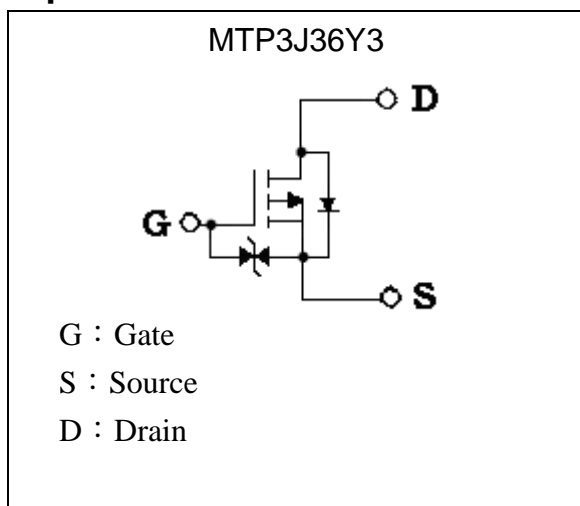 MTP3J36Y3
D
G
S
G：Gate
S：Source
D：Drain